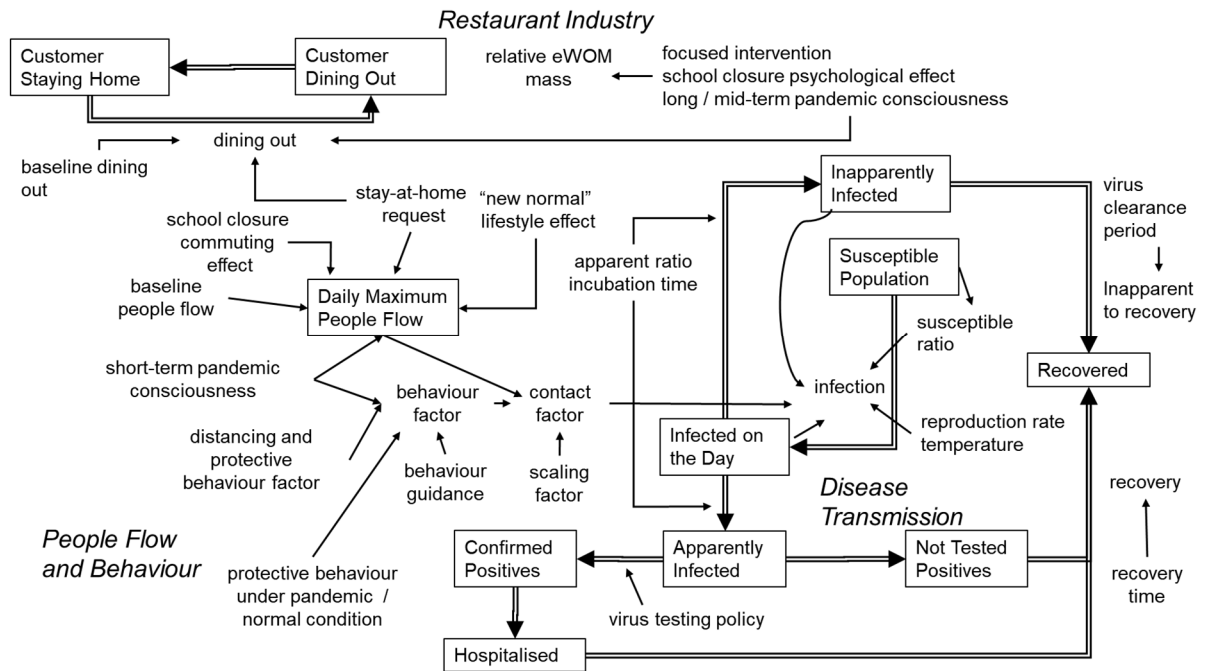 Restaurant Industry
Customer
Staying Home
Customer
Dining Out
relative eWOM
mass
focused intervention
school closure psychological effect
long / mid-term pandemic consciousness
dining out
baseline dining
out
stay-at-home
request
“new normal”
lifestyle effect
school closure
commuting
effect
baseline
people flow
Daily Maximum
People Flow
short-term pandemic
consciousness
behaviour
factor
contact
factor
distancing and
protective
behaviour factor
behaviour
guidance
scaling
factor
People Flow
and Behaviour
protective behaviour
under pandemic /
normal condition
Inapparently
Infected
virus
clearance
period
apparent ratio
incubation time
Susceptible
Population
Inapparent
to recovery
susceptible
ratio
infection
Recovered
Infected on
the Day
reproduction rate
temperature
Disease
Transmission
recovery
Confirmed
Positives
Apparently
Infected
Not Tested
Positives
recovery
time
virus testing policy
Hospitalised